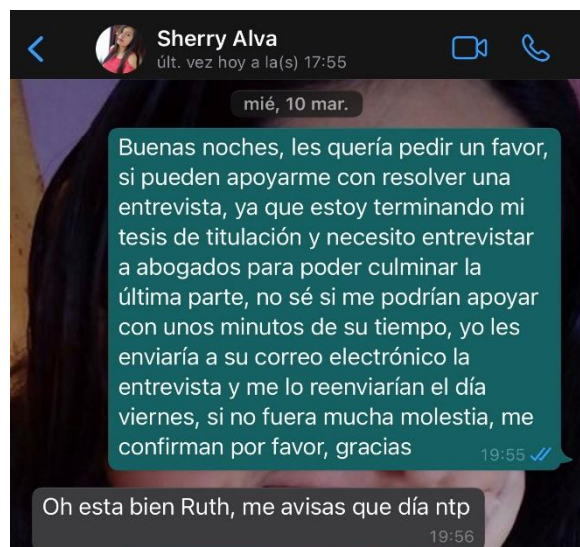 Sherry Alva
últ. vez hoy a la(s) 17:55
mié, 10 mar.
Buenas noches, les quería pedir un favor,
si pueden apoyarme con resolver una
entrevista, ya que estoy terminando mi
tesis de titulación y necesito entrevistar
a abogados para poder culminar la
última parte, no sé si me podrían apoyar
con unos minutos de su tiempo, yo les
enviaría a su correo electrónico la
entrevista y me lo reenviarían el día
viernes, si no fuera mucha molestia, me
confirman por favor, gracias
19:55
Oh esta bien Ruth, me avisas que día ntp
19:56